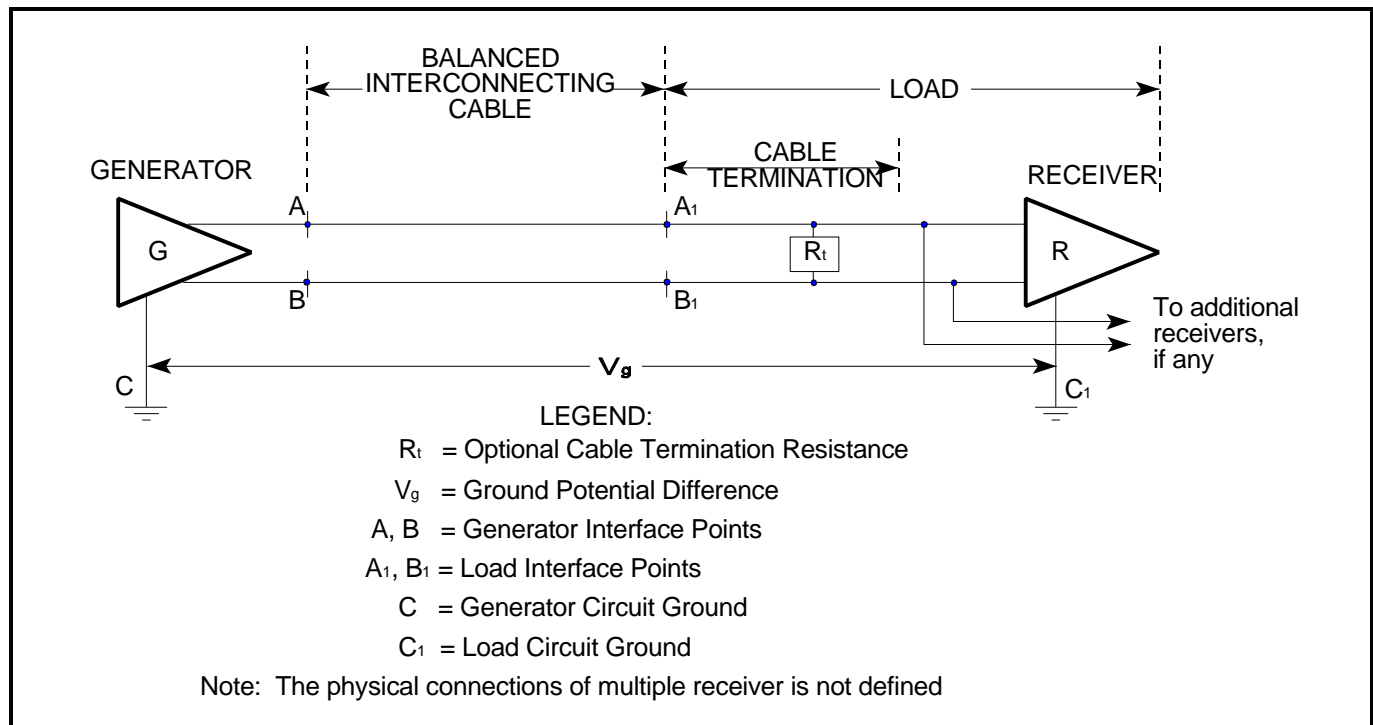 BALANCED
INTERCONNECTING
CABLE
LOAD
CABLE
TERMINATION
GENERATOR
RECEIVER
A
A₁
G
Rₜ
R
B
B₁
To additional
receivers,
if any
V₉
C
C₁
LEGEND:
Rₜ = Optional Cable Termination Resistance
Vg = Ground Potential Difference
A, B = Generator Interface Points
A₁, B₁ = Load Interface Points
C = Generator Circuit Ground
C₁ = Load Circuit Ground
Note: The physical connections of multiple receiver is not defined